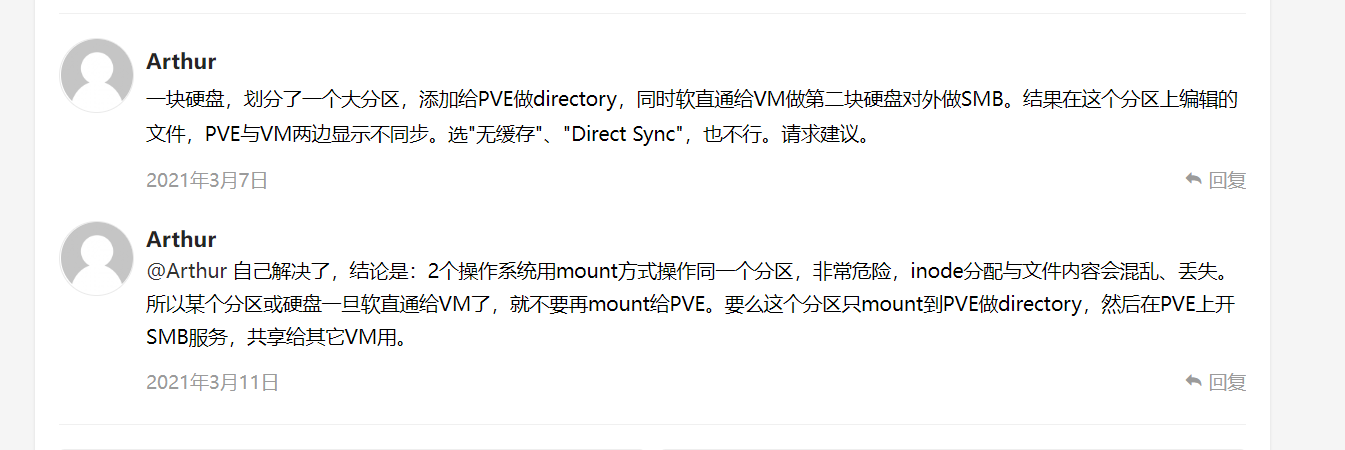 Arthur
一块硬盘，划分了一个大分区，添加给PVE做directory，同时软直通给VM做第二块硬盘对外做SMB。结果在这个分区上编辑的
文件，PVE与VM两边显示不同步。选"无缓存"、"Direct Sync"，也不行。请求建议。
2021年3月7日 回复
Arthur
@Arthur 自己解决了，结论是：2个操作系统用mount方式操作同一个分区，非常危险，inode分配与文件内容会混乱、丢失。
所以某个分区或硬盘一旦软直通给VM了，就不要再mount给PVE。要么这个分区只mount到PVE做directory，然后在PVE上开
SMB服务，共享给其它VM用。
2021年3月11日 回复